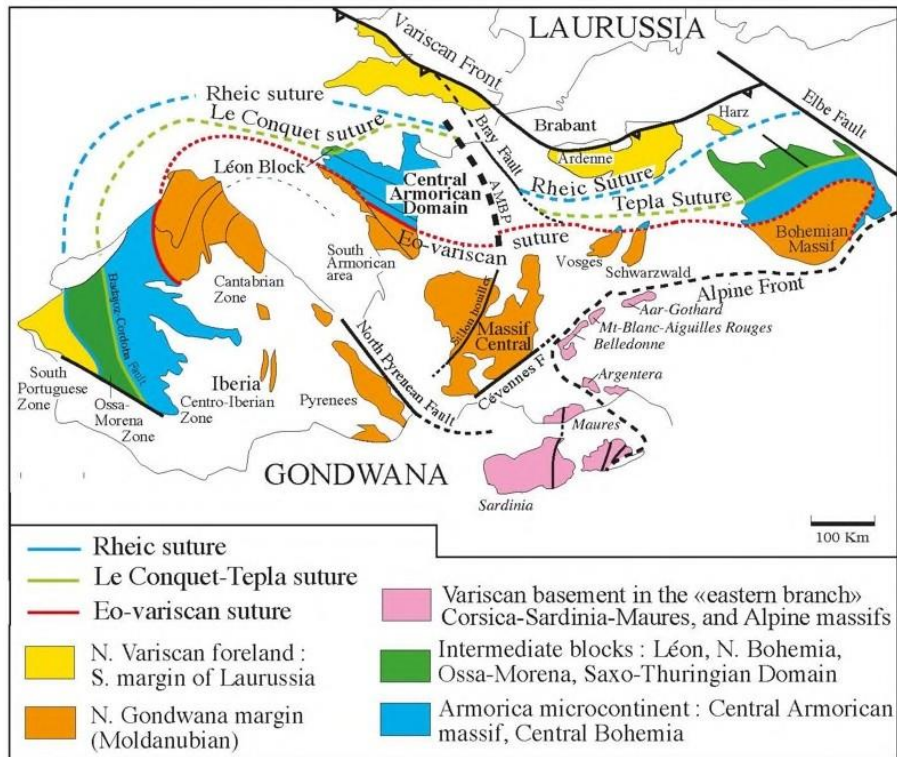 LAURUSSIA
Variscan Front
Rheic suture
Le Conquet suture
Bray Fault
Brabant
Harz
Elbe Fault
Ardenne
Léon Block
Central
Armorican
Domain
AMBP
Rheic Suture
Tepla Suture
Eo-variscan suture
Bohemian
Massif
South
Armorican
area
Vosges
Schwarzwald
Cantabrian
Zone
Alpine Front
Badajoz-Cordoba Fault
Sillon houiller
Massif
Central
Aar-Gothard
Mt-Blanc-Aiguilles Rouges
Belledonne
North Pyrenean Fault
Cévennes F
Argentera
South
Portuguese
Zone
Ossa-
Morena
Zone
Iberia
Centro-Iberian
Zone
Pyrenees
Maures
GONDWANA
Sardinia
100 Km
Rheic suture
Le Conquet-Tepla suture
Eo-variscan suture
N. Variscan foreland :
S. margin of Laurussia
N. Gondwana margin
(Moldanubian)
Variscan basement in the «eastern branch»
Corsica-Sardinia-Maures, and Alpine massifs
Intermediate blocks : Léon, N. Bohemia,
Ossa-Morena, Saxo-Thuringian Domain
Armorica microcontinent : Central Armorican
massif, Central Bohemia